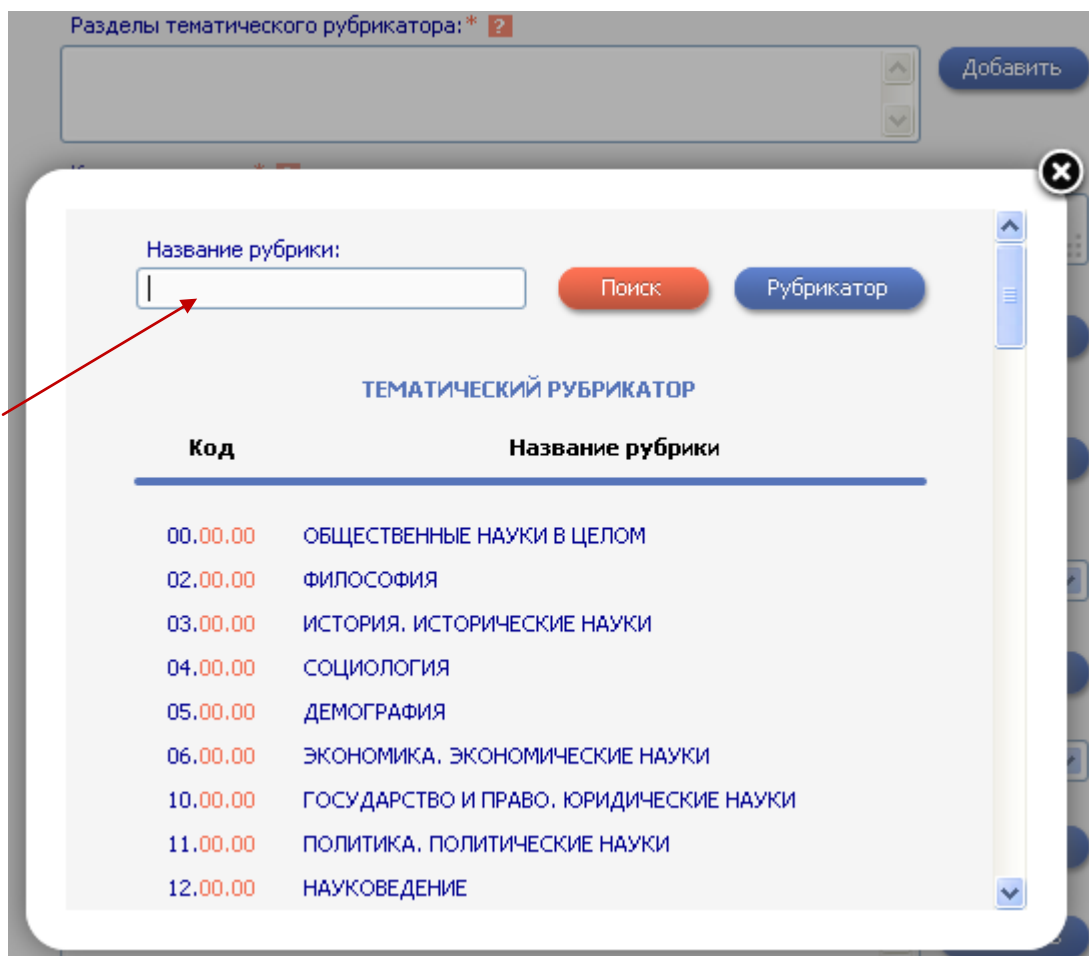 Разделы тематического рубрикатора:* ?
Добавить
Название рубрики:
Поиск Рубрикатор
ТЕМАТИЧЕСКИЙ РУБРИКАТОР
Код Название рубрики
00.00.00 ОБЩЕСТВЕННЫЕ НАУКИ В ЦЕЛОМ
02.00.00 ФИЛОСОФИЯ
03.00.00 ИСТОРИЯ. ИСТОРИЧЕСКИЕ НАУКИ
04.00.00 СОЦИОЛОГИЯ
05.00.00 ДЕМОГРАФИЯ
06.00.00 ЭКОНОМИКА. ЭКОНОМИЧЕСКИЕ НАУКИ
10.00.00 ГОСУДАРСТВО И ПРАВО. ЮРИДИЧЕСКИЕ НАУКИ
11.00.00 ПОЛИТИКА. ПОЛИТИЧЕСКИЕ НАУКИ
12.00.00 НАУКОВЕДЕНИЕ